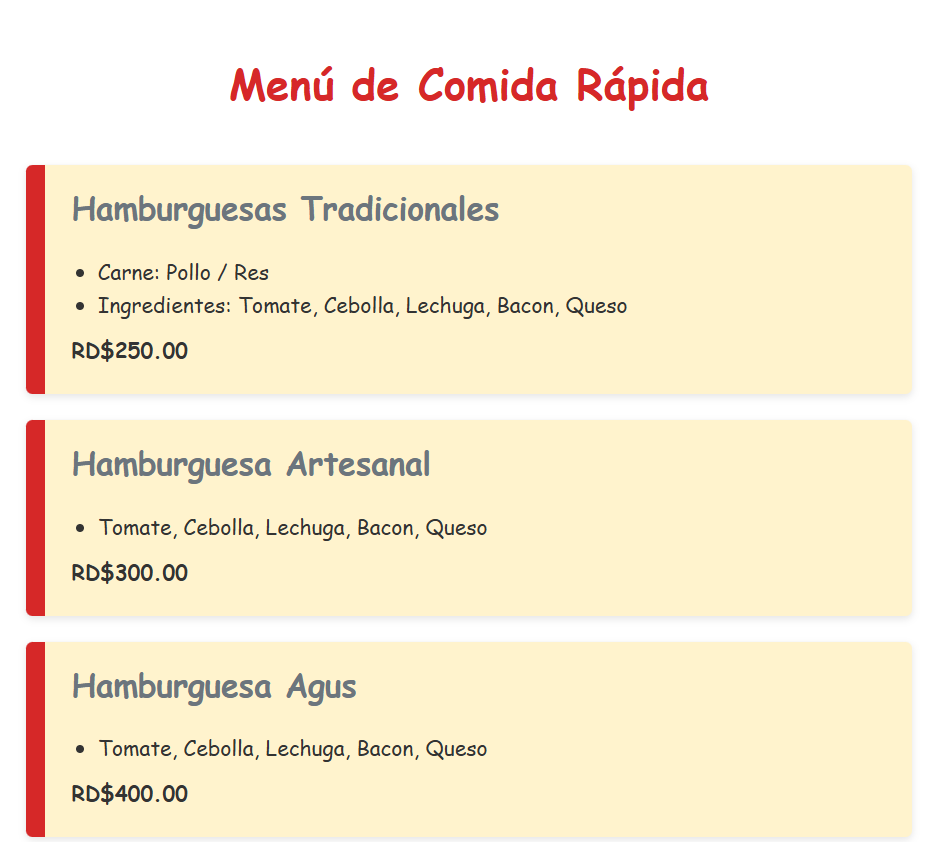 Menú de Comida Rápida
Hamburguesas Tradicionales
Carne: Pollo / Res
Ingredientes: Tomate, Cebolla, Lechuga, Bacon, Queso
RD$250.00
Hamburguesa Artesanal
Tomate, Cebolla, Lechuga, Bacon, Queso
RD$300.00
Hamburguesa Agus
Tomate, Cebolla, Lechuga, Bacon, Queso
RD$400.00